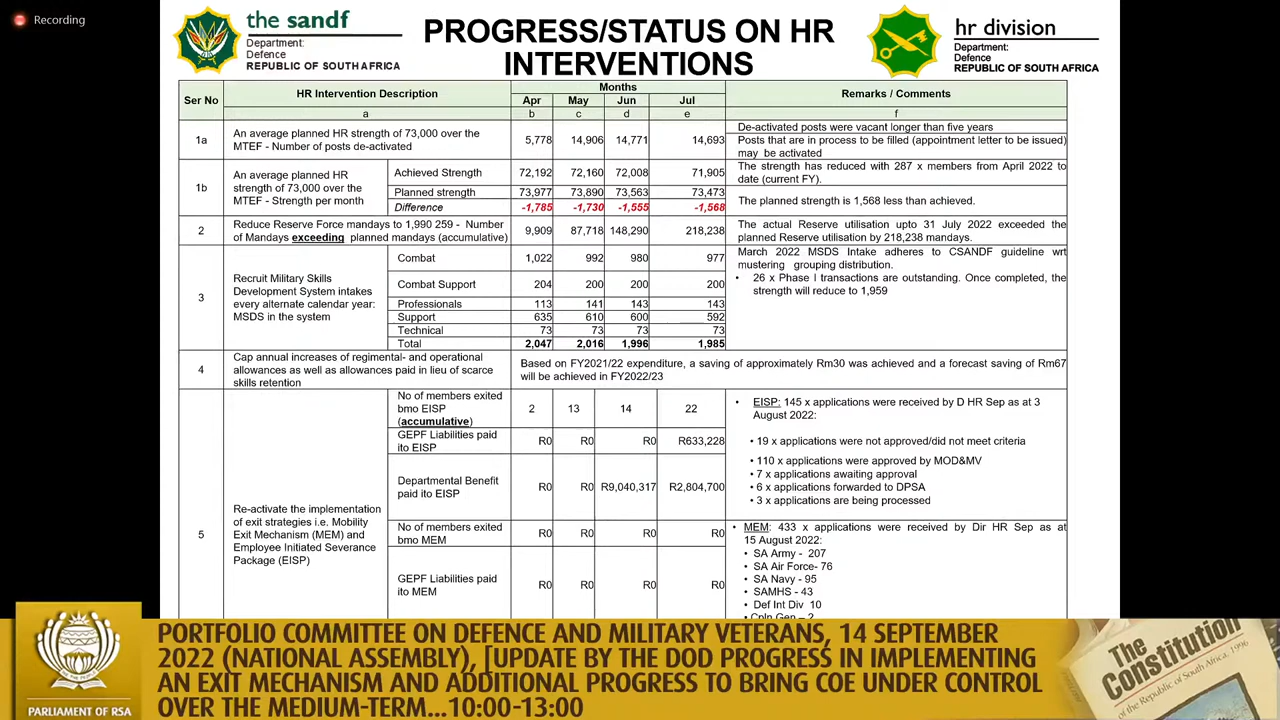 Recording
the sandf
Department:
Defence
REPUBLIC OF SOUTH AFRICA
PROGRESS/STATUS ON HR
INTERVENTIONS
hr division
Department:
Defence
REPUBLIC OF SOUTH AFRICA
Ser No HR Intervention Description Months Remarks / Comments
Apr May Jun Jul
a b c d e f
1a An average planned HR strength of 73,000 over the
MTEF - Number of posts de-activated 5,778 14,906 14,771 14,693
De-activated posts were vacant longer than five years
Posts that are in process to be filled (appointment letter to be issued)
may be activated
1b An average planned HR
strength of 73,000 over the
MTEF - Strength per month
Achieved Strength 72,192 72,160 72,008 71,905
The strength has reduced with 287 x members from April 2022 to
date (current FY).
Planned strength 73,977 73,890 73,563 73,473
Difference -1,785 -1,730 -1,555 -1,568
The planned strength is 1,568 less than achieved.
2 Reduce Reserve Force mandays to 1,990 259 - Number
of Mandays exceeding planned mandays (accumulative) 9,909 87,718 148,290 218,238
The actual Reserve utilisation upto 31 July 2022 exceeded the
planned Reserve utilisation by 218,238 mandays.
3 Recruit Military Skills
Development System intakes
every alternate calendar year:
MSDS in the system
Combat 1,022 992 980 977
Combat Support 204 200 200 200
Professionals 113 141 143 143
Support 635 610 600 592
Technical 73 73 73 73
Total 2,047 2,016 1,996 1,985
March 2022 MSDS Intake adheres to CSANDF guideline wrt
mustering grouping distribution.
• 26 x Phase I transactions are outstanding. Once completed, the
strength will reduce to 1,959
4 Cap annual increases of regimental- and operational
allowances as well as allowances paid in lieu of scarce
skills retention
Based on FY2021/22 expenditure, a saving of approximately Rm30 was achieved and a forecast saving of Rm67
will be achieved in FY2022/23
5 Re-activate the implementation
of exit strategies i.e. Mobility
Exit Mechanism (MEM) and
Employee Initiated Severance
Package (EISP)
No of members exited
bmo EISP
(accumulative) 2 13 14 22
GEPF Liabilities paid
ito EISP R0 R0 R0 R633,228
Departmental Benefit
paid ito EISP R0 R0 R9,040,317 R2,804,700
No of members exited
bmo MEM R0 R0 R0 R0
GEPF Liabilities paid
ito MEM R0 R0 R0 R0
• EISP: 145 x applications were received by D HR Sep as at 3
August 2022:
• 19 x applications were not approved/did not meet criteria
• 110 x applications were approved by MOD&MV
• 7 x applications awaiting approval
• 6 x applications forwarded to DPSA
• 3 x applications are being processed
• MEM: 433 x applications were received by Dir HR Sep as at
15 August 2022:
• SA Army - 207
• SA Air Force- 76
• SA Navy - 95
• SAMHS - 43
• Def Int Div 10
• Cpln Gen – 2
PARLIAMENT OF RSA
PORTFOLIO COMMITTEE ON DEFENCE AND MILITARY VETERANS, 14 SEPTEMBER
2022 (NATIONAL ASSEMBLY), [UPDATE BY THE DOD PROGRESS IN IMPLEMENTING
AN EXIT MECHANISM AND ADDITIONAL PROGRESS TO BRING COE UNDER CONTROL
OVER THE MEDIUM-TERM...10:00-13:00
The
Constitution
of the Republic of South Africa, 1996